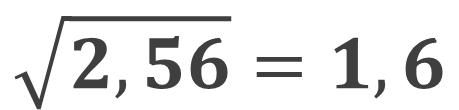 √2,56 = 1,6